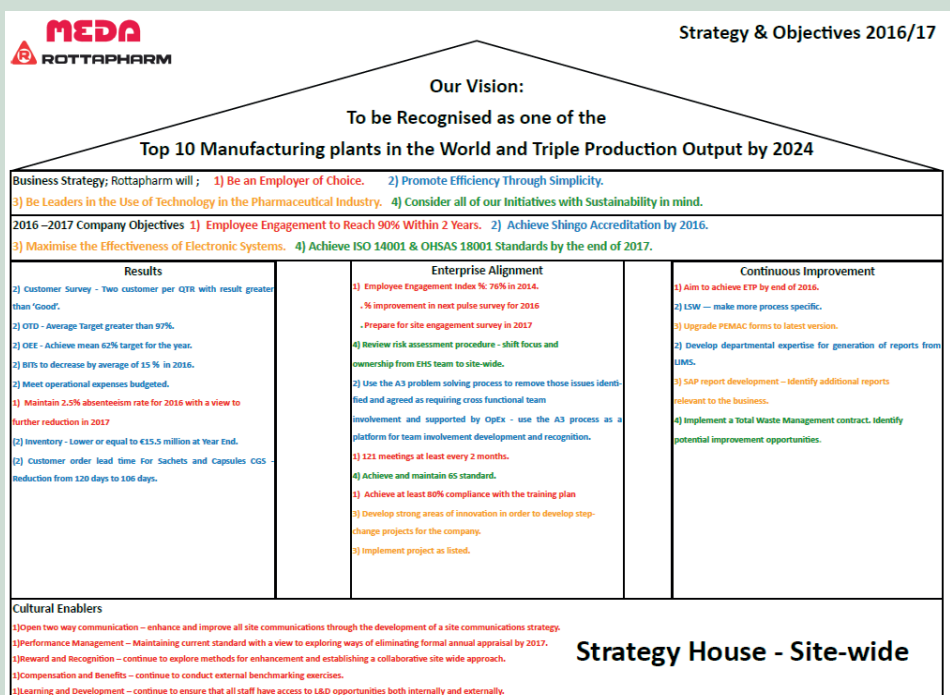 MEDA
R ROTTAPHARM
Strategy & Objectives 2016/17
Our Vision:
To be Recognised as one of the
Top 10 Manufacturing plants in the World and Triple Production Output by 2024
Business Strategy; Rottapharm will ; 1) Be an Employer of Choice. 2) Promote Efficiency Through Simplicity.
3) Be Leaders in the Use of Technology in the Pharmaceutical Industry. 4) Consider all of our Initiatives with Sustainability in mind.
2016 –2017 Company Objectives 1) Employee Engagement to Reach 90% Within 2 Years. 2) Achieve Shingo Accreditation by 2016.
3) Maximise the Effectiveness of Electronic Systems. 4) Achieve ISO 14001 & OHSAS 18001 Standards by the end of 2017.
Results
2) Customer Survey - Two customer per QTR with result greater
than ‘Good’.
2) OTD - Average Target greater than 97%.
2) OEE - Achieve mean 62% target for the year.
2) BITs to decrease by average of 15 % in 2016.
2) Meet operational expenses budgeted.
1) Maintain 2.5% absenteeism rate for 2016 with a view to
further reduction in 2017
(2) Inventory - Lower or equal to €15.5 million at Year End.
(2) Customer order lead time For Sachets and Capsules CGS -
Reduction from 120 days to 106 days.
Enterprise Alignment
1) Employee Engagement Index %: 76% in 2014.
. % improvement in next pulse survey for 2016
. Prepare for site engagement survey in 2017
4) Review risk assessment procedure - shift focus and
ownership from EHS team to site-wide.
2) Use the A3 problem solving process to remove those issues identi-
fied and agreed as requiring cross functional team
involvement and supported by OpEx - use the A3 process as a
platform for team involvement development and recognition.
1) 121 meetings at least every 2 months.
4) Achieve and maintain 6S standard.
1) Achieve at least 80% compliance with the training plan
3) Develop strong areas of innovation in order to develop step-
change projects for the company.
3) Implement project as listed.
Continuous Improvement
1) Aim to achieve ETP by end of 2016.
2) LSW — make more process specific.
3) Upgrade PEMAC forms to latest version.
2) Develop departmental expertise for generation of reports from
LIMS.
3) SAP report development – Identify additional reports
relevant to the business.
4) Implement a Total Waste Management contract. Identify
potential improvement opportunities.
Cultural Enablers
1)Open two way communication – enhance and improve all site communications through the development of a site communications strategy.
1)Performance Management – Maintaining current standard with a view to exploring ways of eliminating formal annual appraisal by 2017.
1)Reward and Recognition – continue to explore methods for enhancement and establishing a collaborative site wide approach.
1)Compensation and Benefits – continue to conduct external benchmarking exercises.
1)Learning and Development – continue to ensure that all staff have access to L&D opportunities both internally and externally.
Strategy House - Site-wide